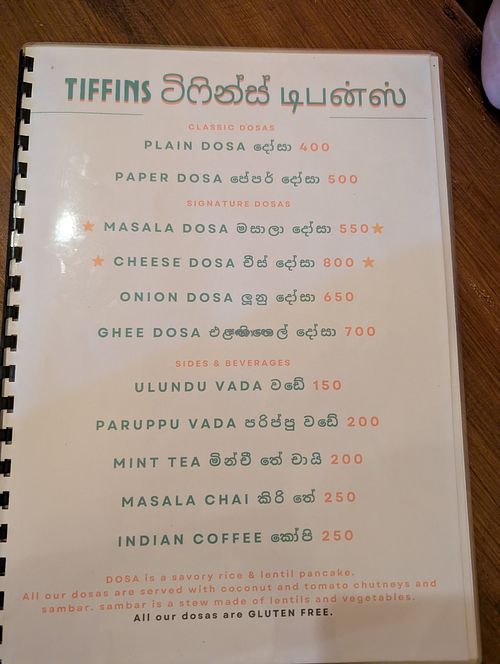 TIFFINS ටිෆින්ස් டிபன்ஸ்
CLASSIC DOSAS
PLAIN DOSA දෝසා 400
PAPER DOSA පේපර් දෝසා 500
SIGNATURE DOSAS
MASALA DOSA මසාලා දෝසා 550
CHEESE DOSA චීස් දෝසා 800
ONION DOSA ලූනු දෝසා 650
GHEE DOSA දෝසා 700
SIDES & BEVERAGES
ULUNDU VADA වඩේ 150
PARUPPU VADA පරිප්පු වඩේ 200
MINT TEA මින්චි තේ චායි 200
MASALA CHAI කිරි තේ 250
INDIAN COFFEE කෝපි 250
DOSA is a savory rice & lentil pancake.
All our dosas are served with coconut and tomato chutneys and
sambar. sambar is a stew made of lentils and vegetables.
All our dosas are GLUTEN FREE.